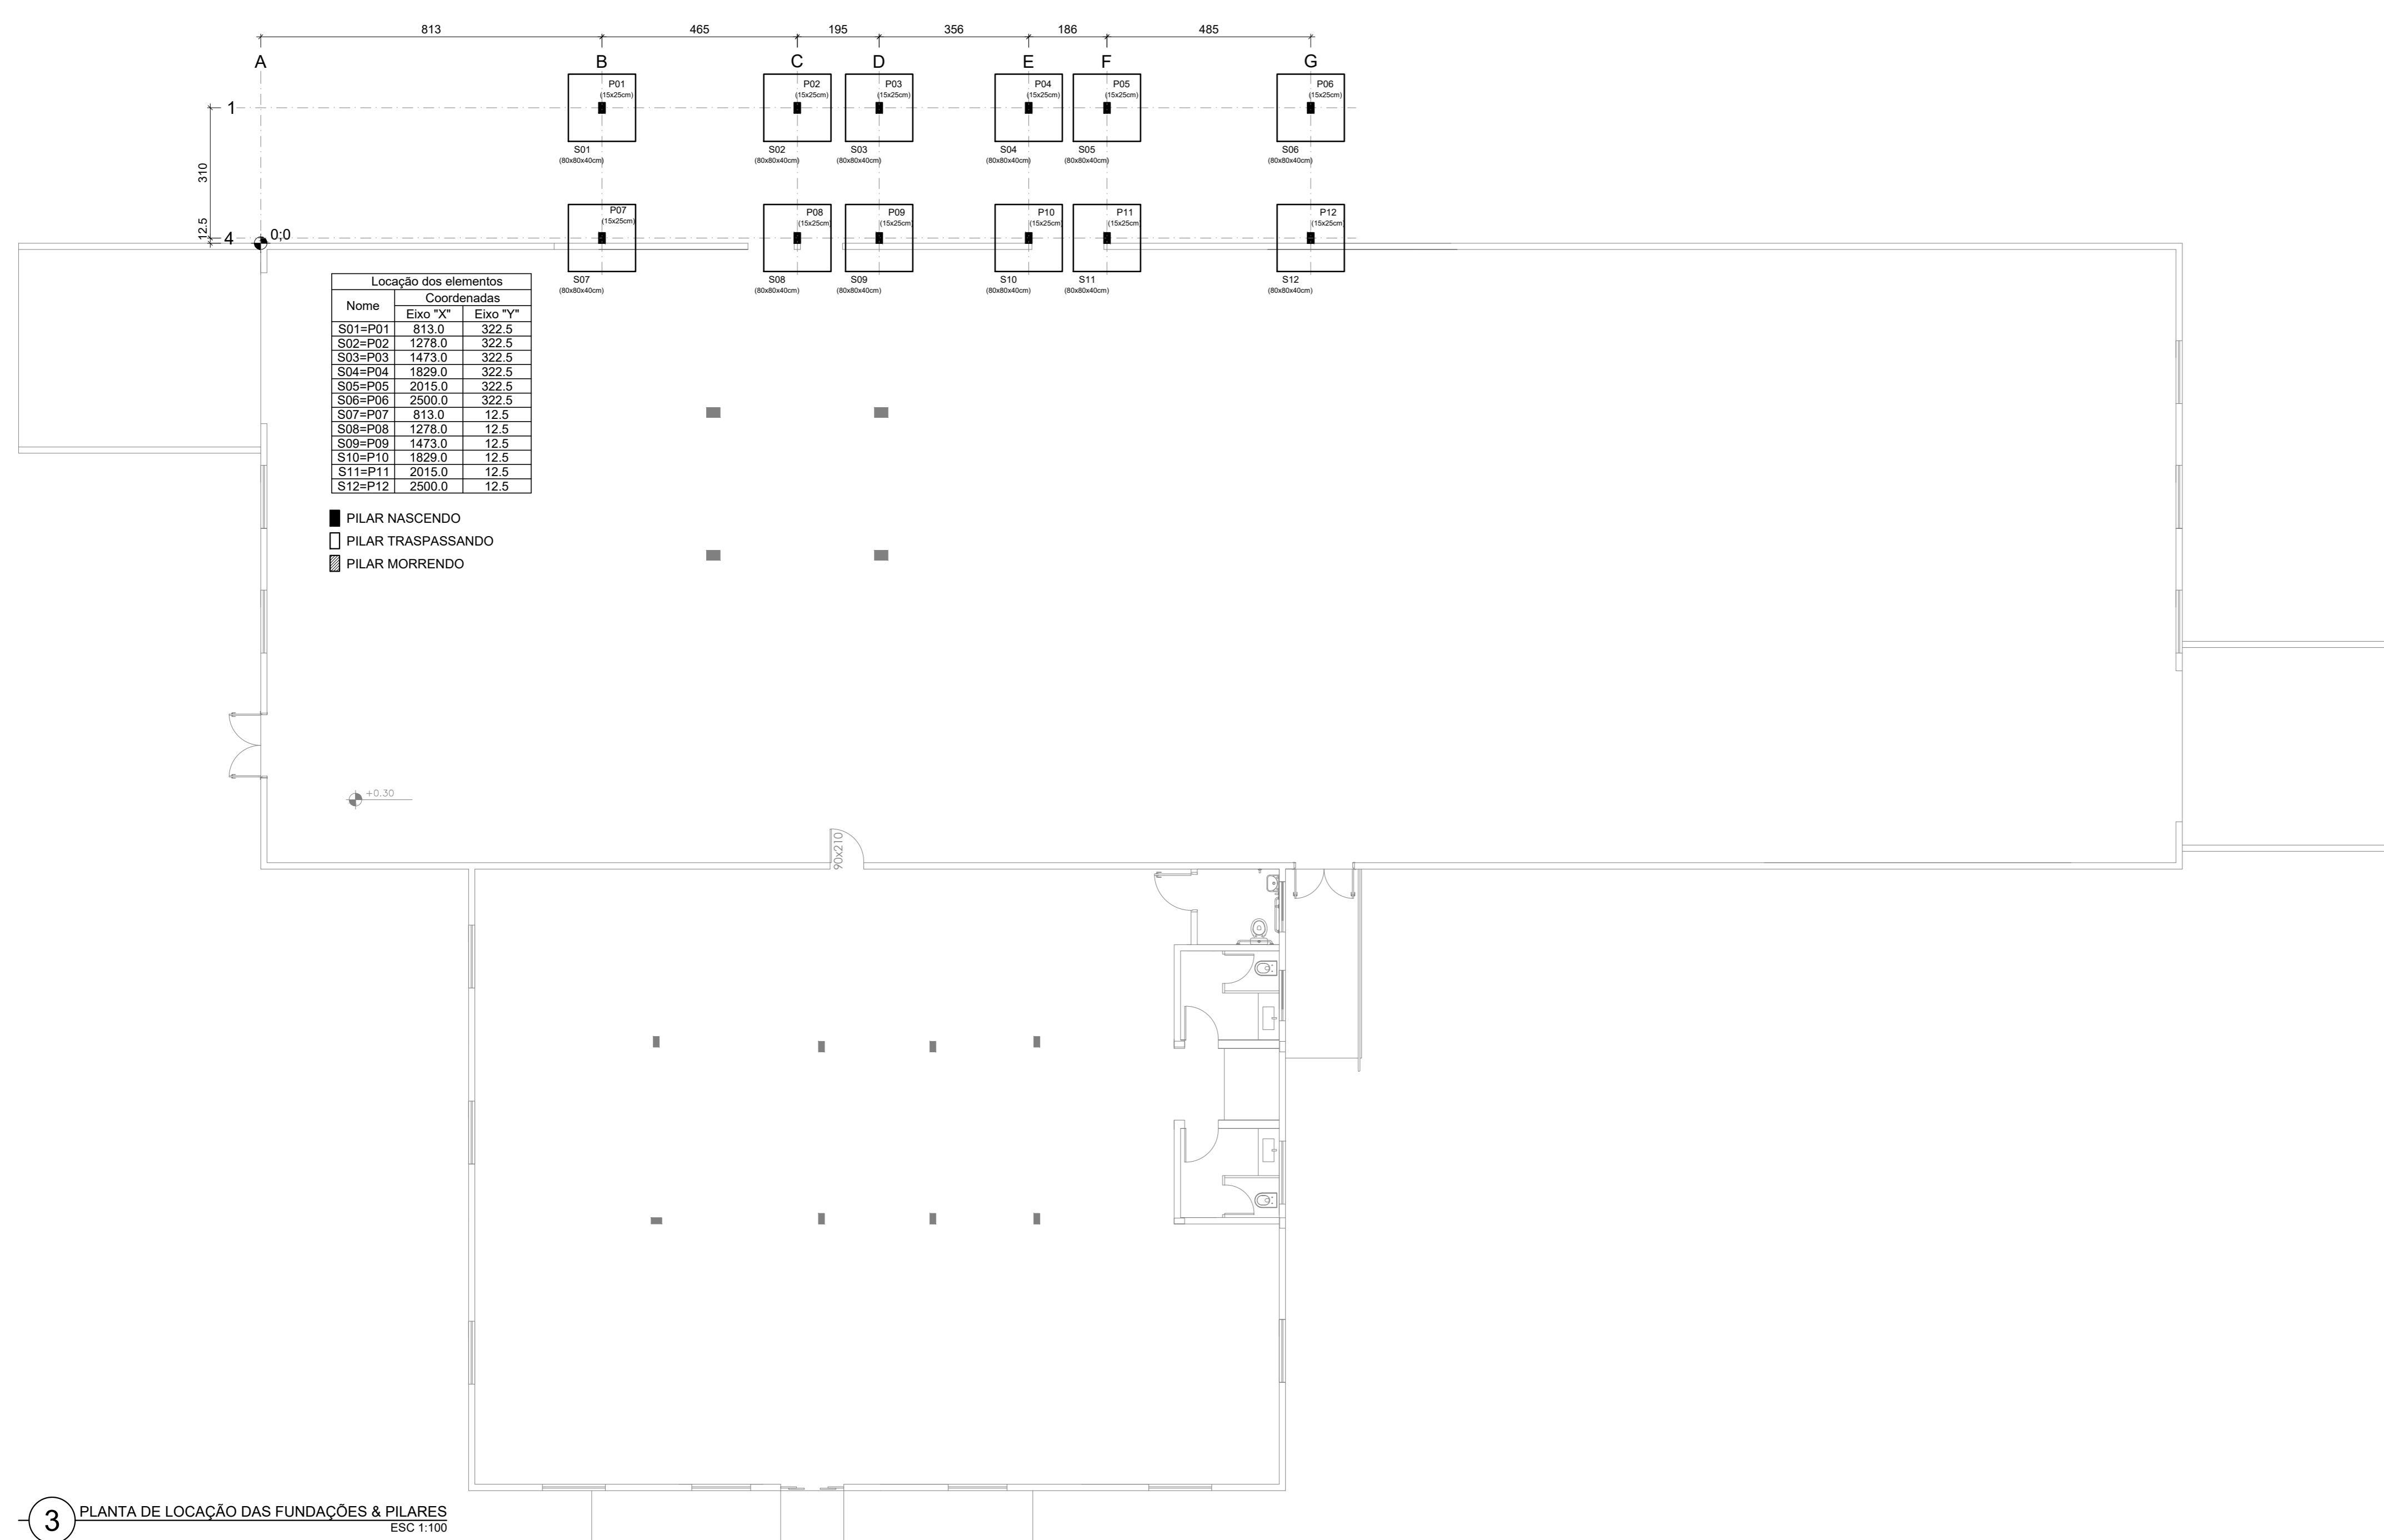 813 465 195 356 186 485
A B C D E F G
P01 P02 P03 P04 P05 P06
(15x25cm) (15x25cm) (15x25cm) (15x25cm) (15x25cm) (15x25cm)
1
S01 S02 S03 S04 S05 S06
(80x80x40cm) (80x80x40cm) (80x80x40cm) (80x80x40cm) (80x80x40cm) (80x80x40cm)
310
P07 P08 P09 P10 P11 P12
(15x25cm) (15x25cm) (15x25cm) (15x25cm) (15x25cm) (15x25cm)
12.5
4 0;0
S07 S08 S09 S10 S11 S12
(80x80x40cm) (80x80x40cm) (80x80x40cm) (80x80x40cm) (80x80x40cm) (80x80x40cm)
Locação dos elementos
Nome Coordenadas
Eixo "X" Eixo "Y"
S01=P01 813.0 322.5
S02=P02 1278.0 322.5
S03=P03 1473.0 322.5
S04=P04 1829.0 322.5
S05=P05 2015.0 322.5
S06=P06 2500.0 322.5
S07=P07 813.0 12.5
S08=P08 1278.0 12.5
S09=P09 1473.0 12.5
S10=P10 1829.0 12.5
S11=P11 2015.0 12.5
S12=P12 2500.0 12.5
PILAR NASCENDO
PILAR TRASPASSANDO
PILAR MORRENDO
+0.30
90x210
3 PLANTA DE LOCAÇÃO DAS FUNDAÇÕES & PILARES
ESC 1:100